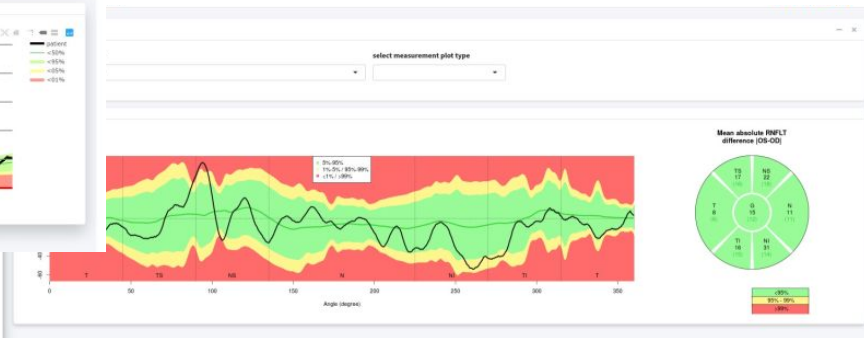 patient
<50%
<95%
<05%
<01%
select measurement plot type
5%-95%
1%-5% / 95%-99%
<1% / >99%
T
TS
NS
N
NI
TI
T
0
50
100
150
200
250
300
350
Angle (degree)
Mean absolute RNFLT
difference (OS-OD)
TS
17
NS
22
T
8
G
15
N
11
TI
16
NI
31
<95%
95% - 99%
>99%